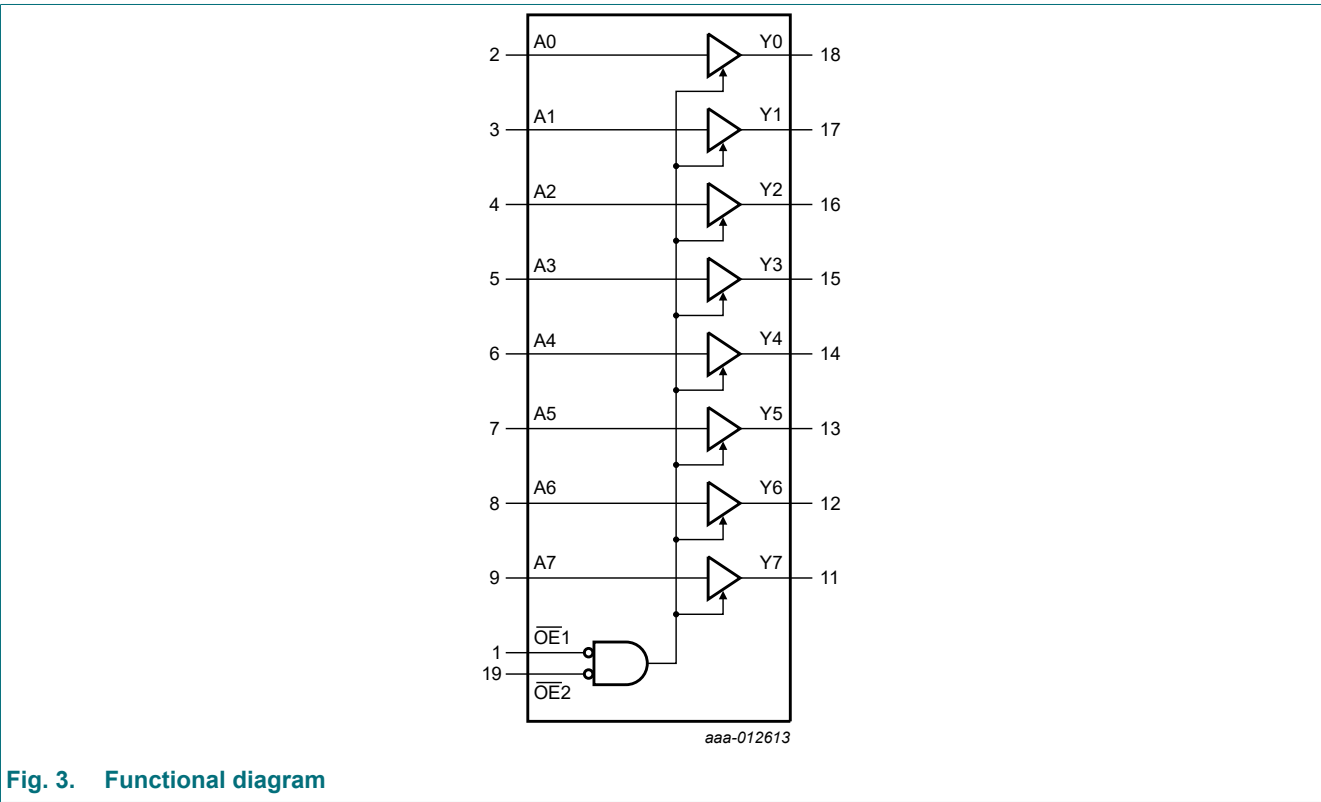 2 A0 Y0 18
3 A1 Y1 17
4 A2 Y2 16
5 A3 Y3 15
6 A4 Y4 14
7 A5 Y5 13
8 A6 Y6 12
9 A7 Y7 11
1 O̅E̅1
19 O̅E̅2
aaa-012613
Fig. 3. Functional diagram